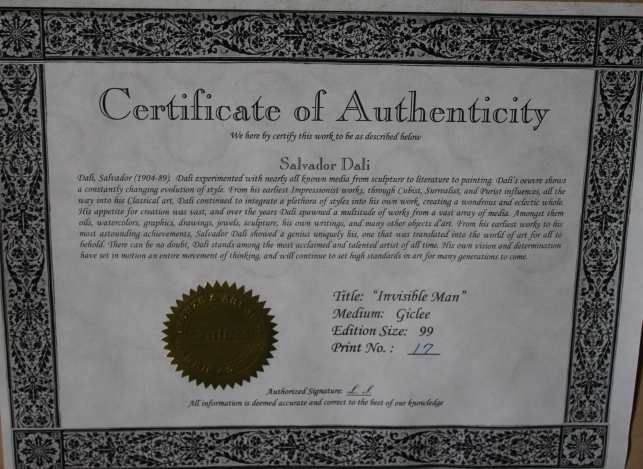 Certificate of Authenticity
We here by certify this work to be as described below
Salvador Dali
Dali, Salvador (1904-89). Dali experimented with nearly all known media from sculpture to literature to painting. Dali's oeuvre shows
a constantly changing evolution of style. From his earliest Impressionist works, through Cubist, Surrealist, and Purist influences, all the
way into his Classical art, Dali continued to integrate a plethora of styles into his own work, creating a wondrous and eclectic whole.
His appetite for creation was vast, and over the years Dali spawned a multitude of works from a vast array of media. Amongst them
oils, watercolors, graphics, drawings, jewels, sculpture, his own writings, and many other objects d'art. From his earliest works to his
most astounding achievements, Salvador Dali showed a genius uniquely his, one that was translated into the world of art for all to
behold. There can be no doubt, Dali stands among the most acclaimed and talented artist of all time. His own vision and determination
have set in motion an entire movement of thinking, and will continue to set high standards in art for many generations to come.
Title: "Invisible Man"
Medium: Giclee
Edition Size: 99
Print No. : 17
Authorized Signature:
All information is deemed accurate and correct to the best of our knowledge